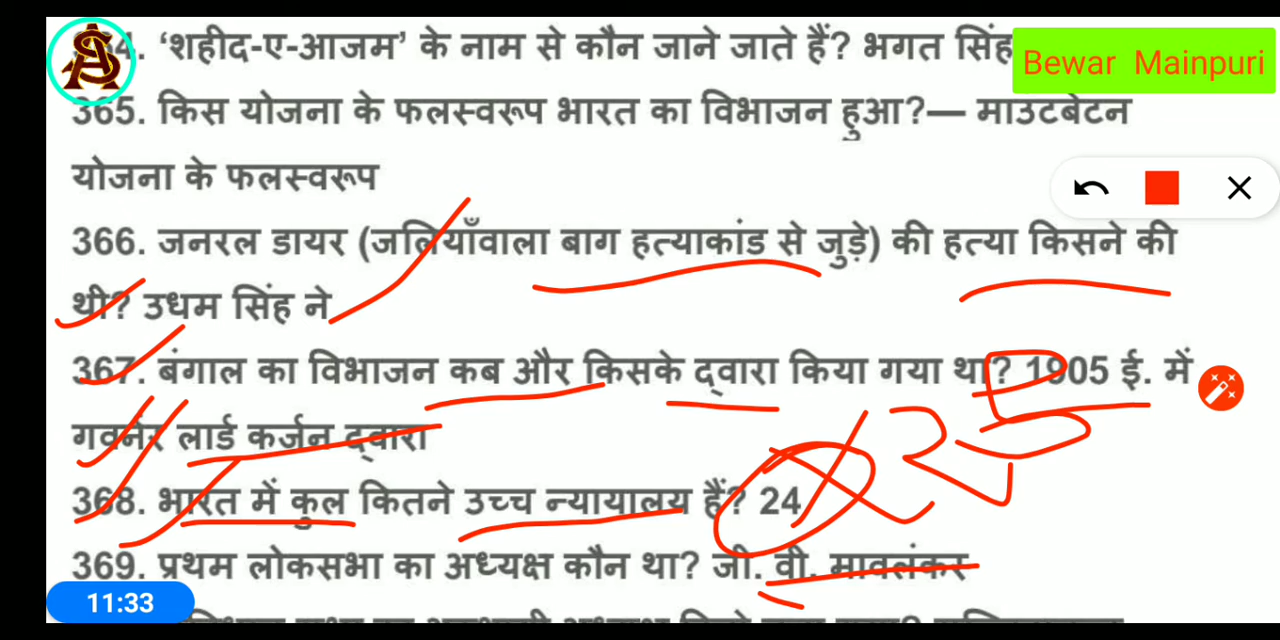 364. ‘शहीद-ए-आजम’ के नाम से कौन जाने जाते हैं? भगत सिंह
Bewar Mainpuri
365. किस योजना के फलस्वरूप भारत का विभाजन हुआ?— माउंटबेटन
योजना के फलस्वरूप
366. जनरल डायर (जलियाँवाला बाग हत्याकांड से जुड़े) की हत्या किसने की
थी? उधम सिंह ने
367. बंगाल का विभाजन कब और किसके द्वारा किया गया था? 1905 ई. में
गवर्नर लार्ड कर्जन द्वारा
368. भारत में कुल कितने उच्च न्यायालय हैं? 24 25
369. प्रथम लोकसभा का अध्यक्ष कौन था? जी. वी. मावलंकर
11:33